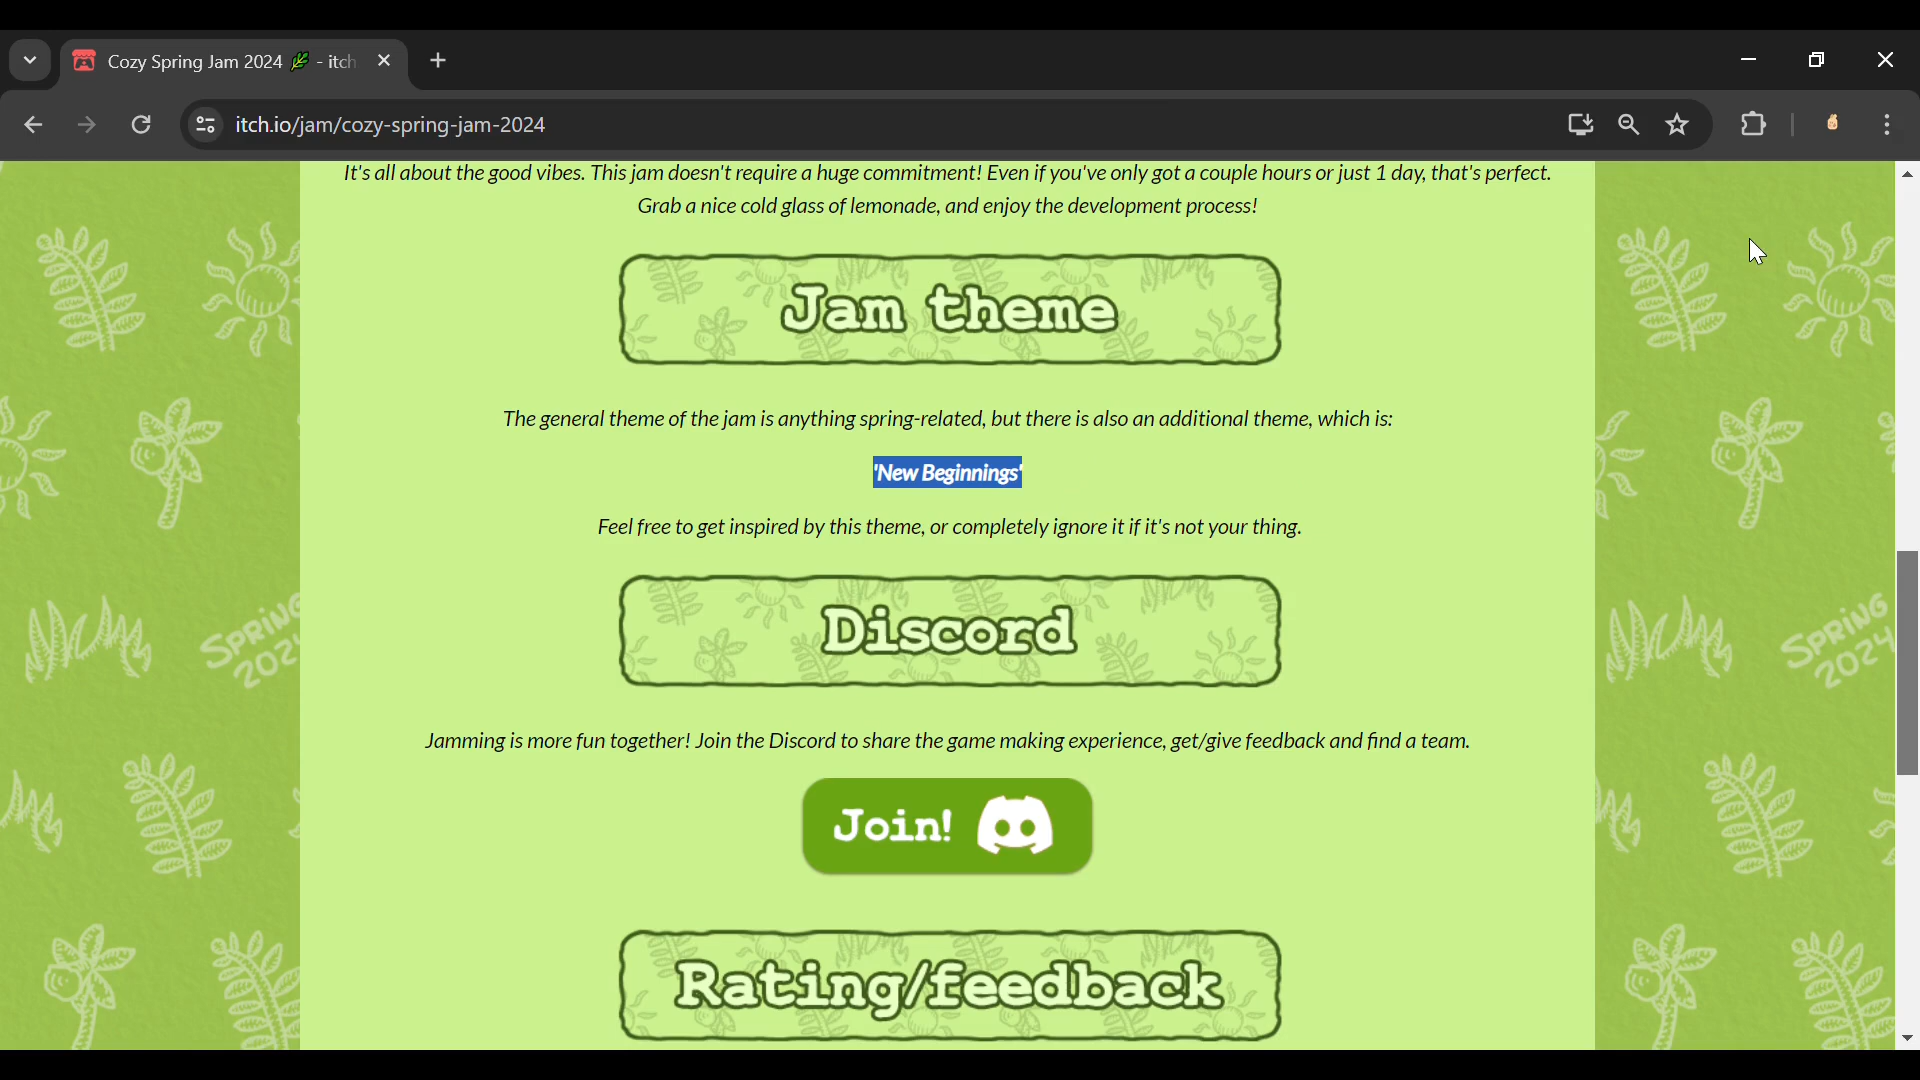 Cozy Spring Jam 2024 - itch
itch.io/jam/cozy-spring-jam-2024
It's all about the good vibes. This jam doesn't require a huge commitment! Even if you've only got a couple hours or just 1 day, that's perfect.
Grab a nice cold glass of lemonade, and enjoy the development process!
Jam theme
The general theme of the jam is anything spring-related, but there is also an additional theme, which is:
'New Beginnings'
Feel free to get inspired by this theme, or completely ignore it if it's not your thing.
SPRING
2024
SPRING
2024
Discord
Jamming is more fun together! Join the Discord to share the game making experience, get/give feedback and find a team.
Join!
Rating/feedback